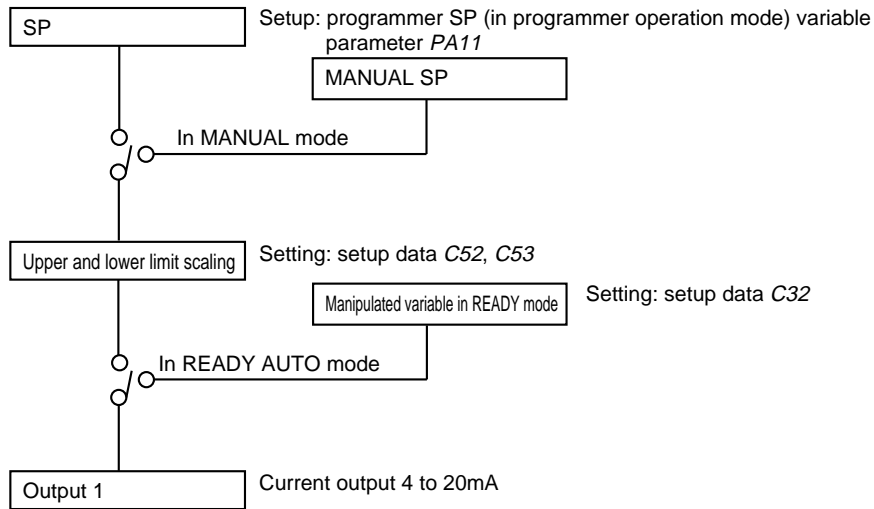 SP
Setup: programmer SP (in programmer operation mode) variable
parameter PA11
MANUAL SP
In MANUAL mode
Upper and lower limit scaling
Setting: setup data C52, C53
Manipulated variable in READY mode
Setting: setup data C32
In READY AUTO mode
Output 1
Current output 4 to 20mA